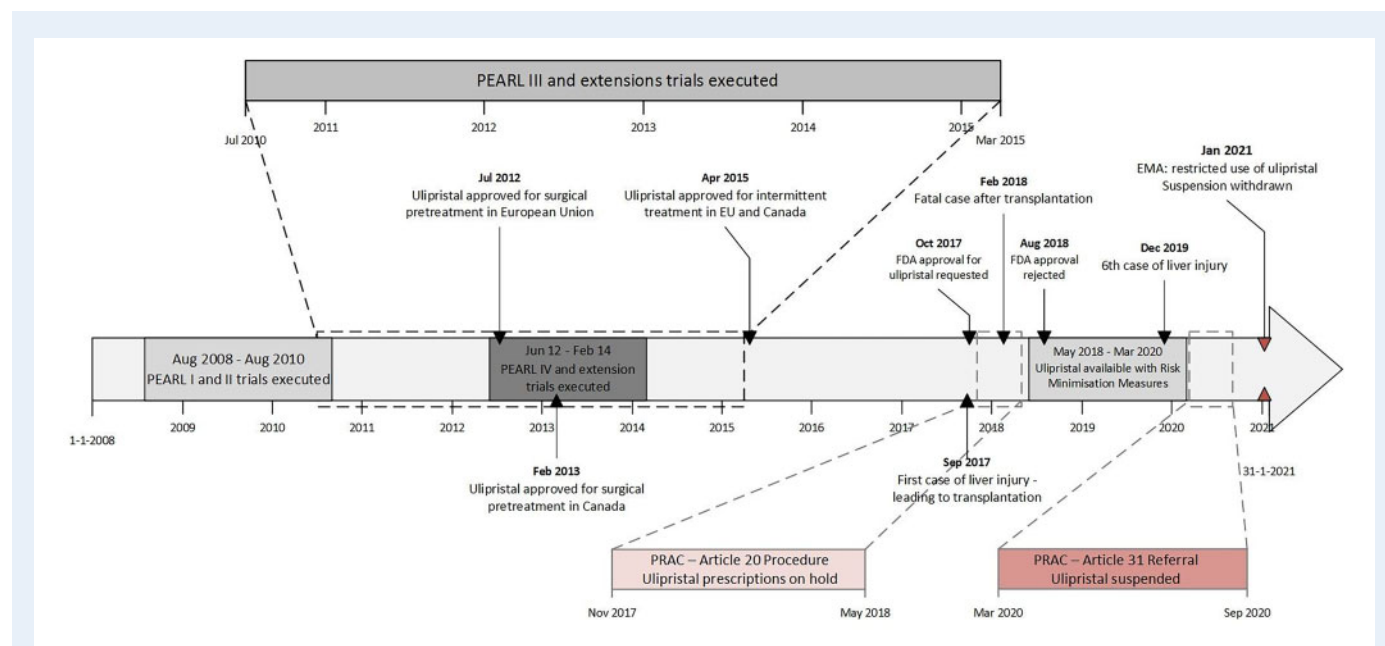 PEARL III and extensions trials executed
Jul 2010
2011
2012
2013
2014
2015
Mar 2015
Jul 2012
Ulipristal approved for surgical
pretreatment in European Union
Apr 2015
Ulipristal approved for intermittent
treatment in EU and Canada
Feb 2018
Fatal case after transplantation
Jan 2021
EMA: restricted use of ulipristal
Suspension withdrawn
Oct 2017
FDA approval for
ulipristal requested
Aug 2018
FDA approval
rejected
Dec 2019
6th case of liver injury
Aug 2008 - Aug 2010
PEARL I and II trials executed
Jun 12 - Feb 14
PEARL IV and extension
trials executed
May 2018 - Mar 2020
Ulipristal availaible with Risk
Minimisation Measures
1-1-2008
2009
2010
2011
2012
2013
2014
2015
2016
2017
2018
2019
2020
2021
31-1-2021
Feb 2013
Ulipristal approved for surgical
pretreatment in Canada
Sep 2017
First case of liver injury -
leading to transplantation
PRAC – Article 20 Procedure
Ulipristal prescriptions on hold
Nov 2017
May 2018
PRAC – Article 31 Referral
Ulipristal suspended
Mar 2020
Sep 2020